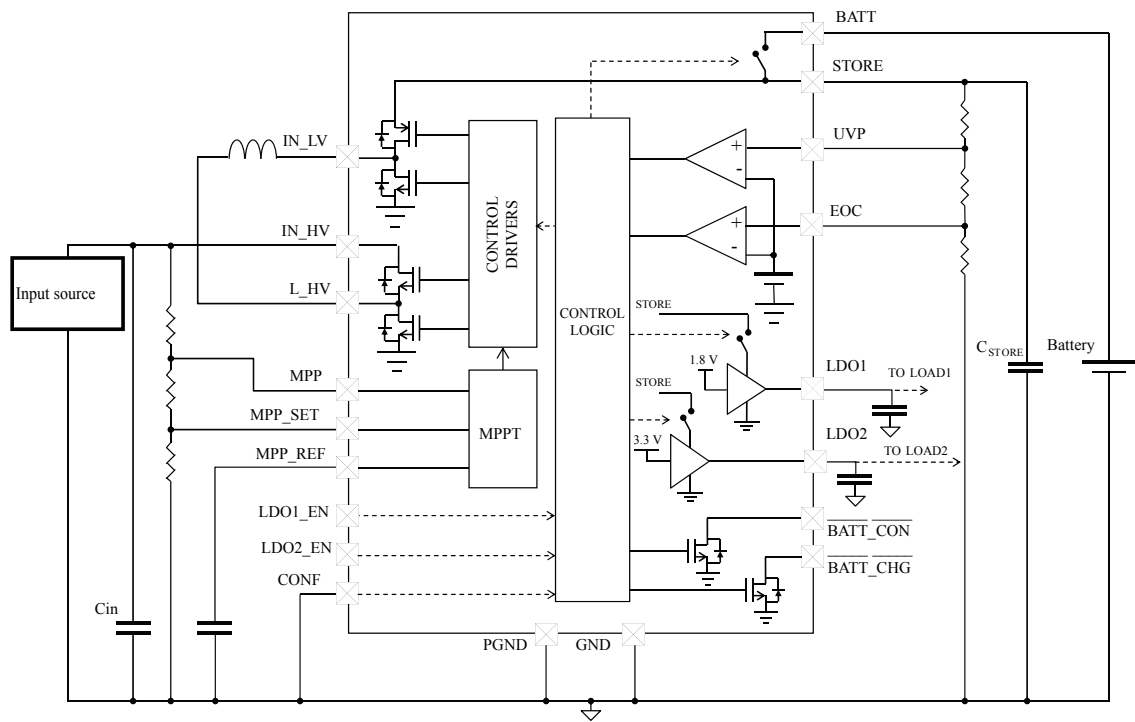 BATT
STORE
IN_LV
UVP
+
-
CONTROL
DRIVERS
EOC
+
-
IN_HV
Input source
L_HV
CONTROL
LOGIC
STORE
1.8 V
LDO1
TO LOAD1
C STORE
Battery
MPP
MPPT
STORE
MPP_SET
3.3 V
LDO2
TO LOAD2
MPP_REF
LDO1_EN
BATT_CON
LDO2_EN
BATT_CHG
CONF
Cin
PGND
GND